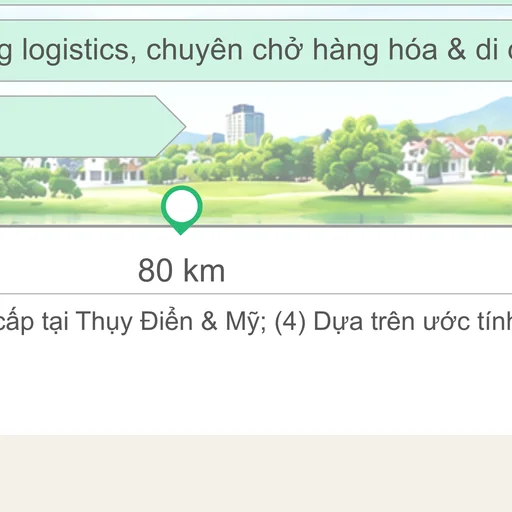 g logistics, chuyên chở hàng hóa & di
80 km
cấp tại Thụy Điển & Mỹ; (4) Dựa trên ước tính